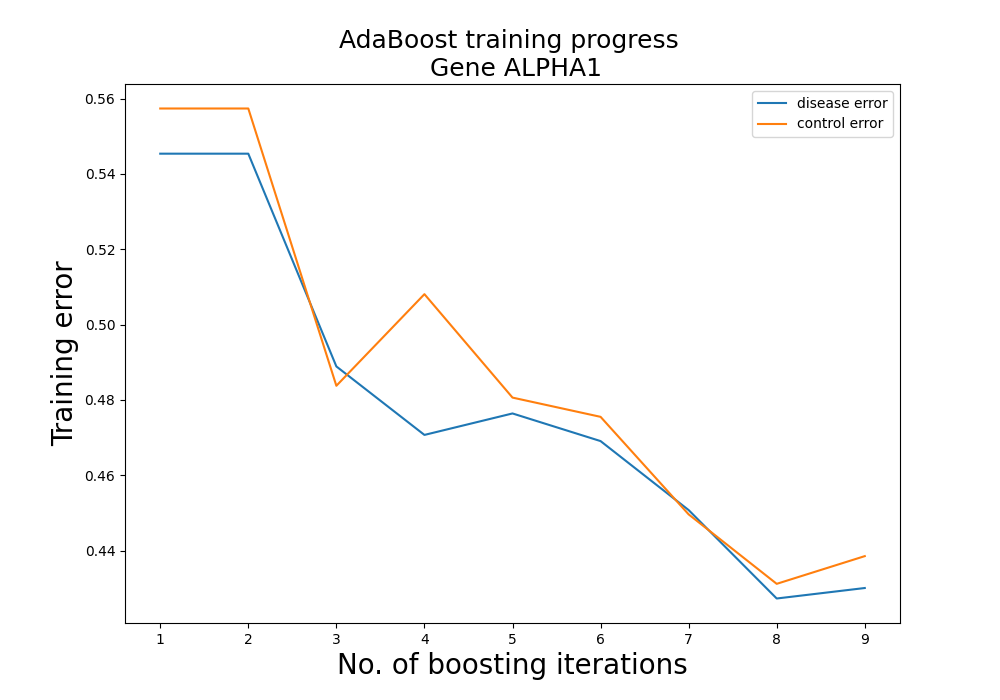 AdaBoost training progress
Gene ALPHA1
disease error
control error
0.56
0.54
0.52
0.50
0.48
0.46
0.44
Training error
1 2 3 4 5 6 7 8 9
No. of boosting iterations